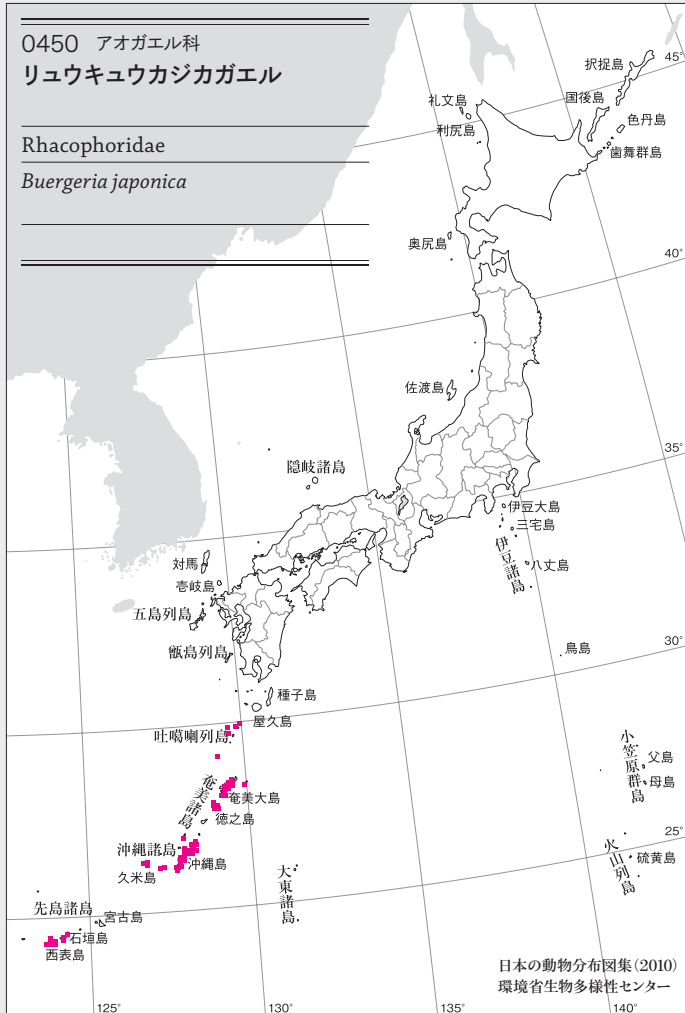 0450 アオガエル科
リュウキュウカジカガエル
Rhacophoridae
Buergeria japonica
択捉島
45°
国後島
礼文島
色丹島
利尻島
歯舞群島
奥尻島
40°
佐渡島
35°
隠岐諸島
伊豆大島
三宅島
伊豆諸島
八丈島
対馬
壱岐島
五島列島
甑島列島
鳥島
30°
種子島
屋久島
吐噶喇列島
小笠原群島
父島
母島
奄美諸島
奄美大島
徳之島
25°
沖縄諸島
沖縄島
久米島
火山列島
硫黄島
大東諸島
先島諸島
宮古島
石垣島
西表島
日本の動物分布図集(2010)
環境省生物多様性センター
125°
130°
135°
140°